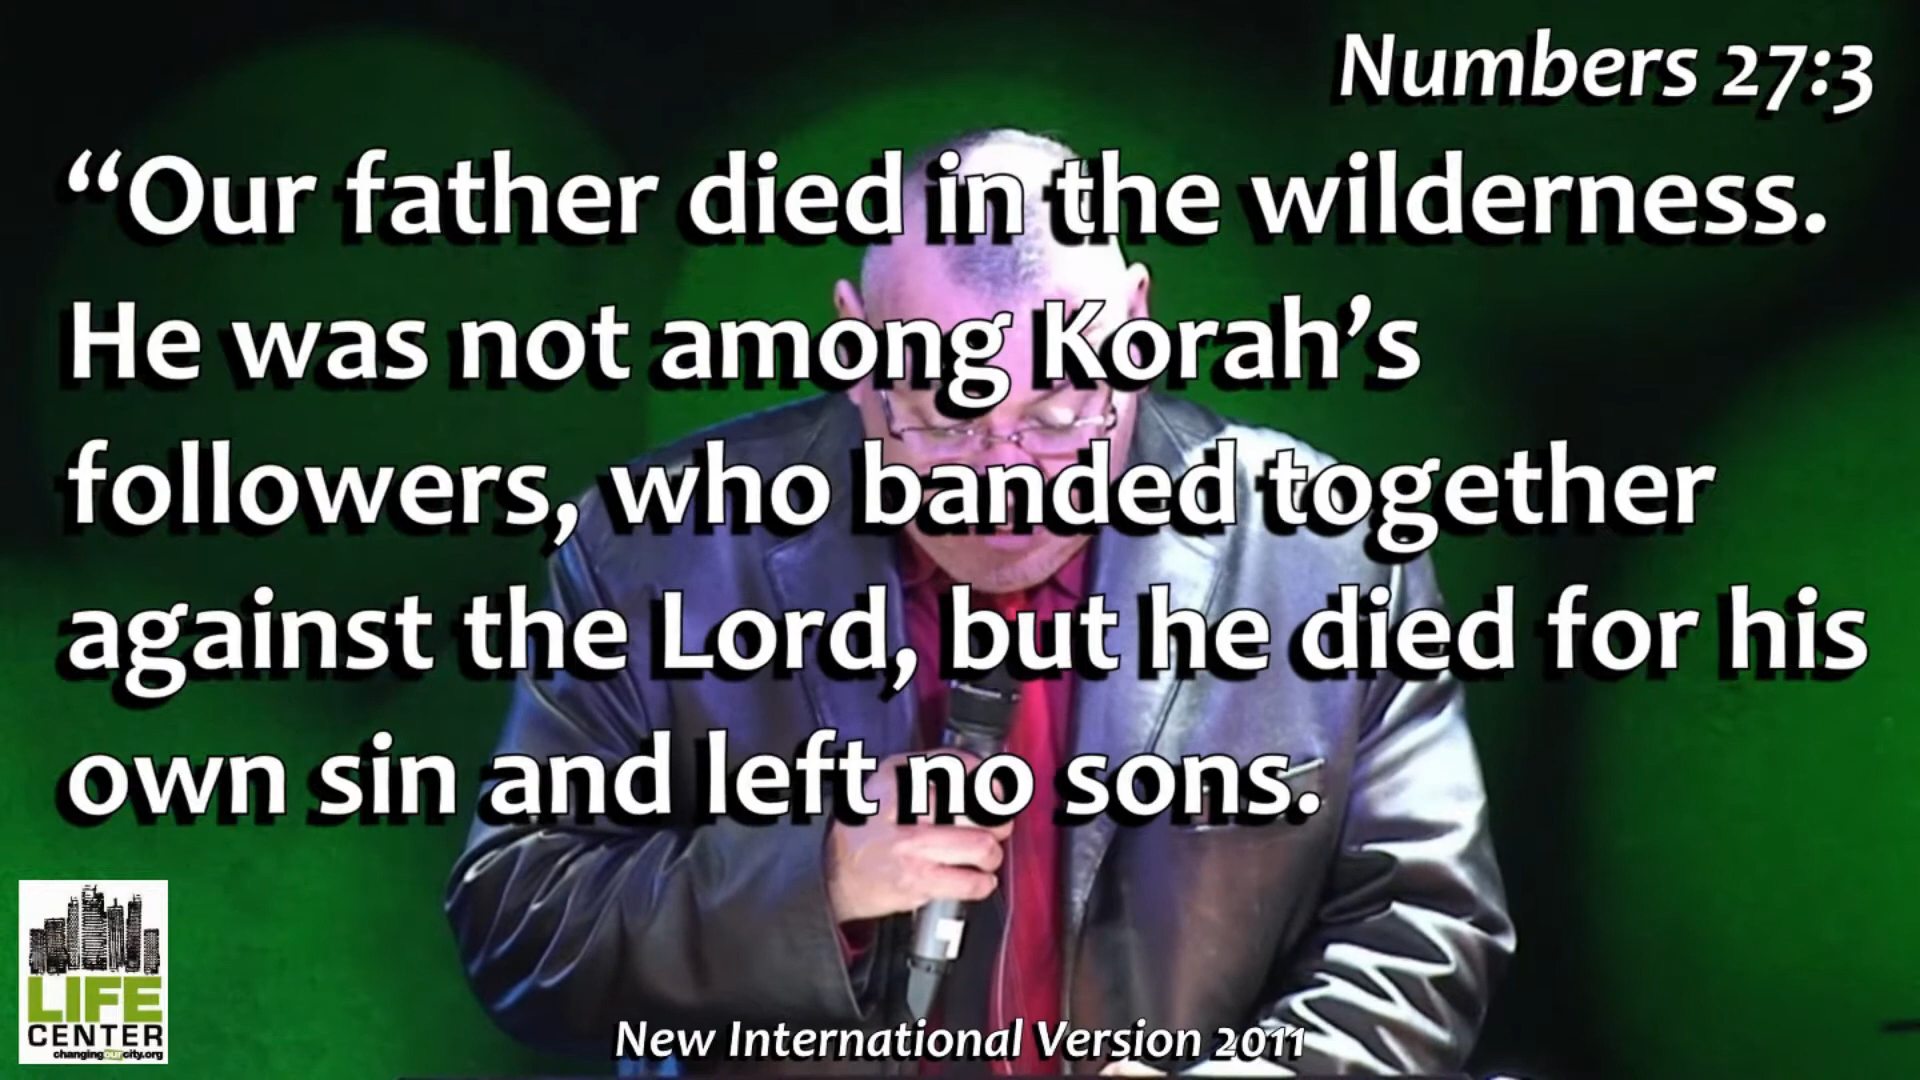 Numbers 27:3
“Our father died in the wilderness.
He was not among Korah’s
followers, who banded together
against the Lord, but he died for his
own sin and left no sons.
LIFE
CENTER
changingourcity.org
New International Version 2011